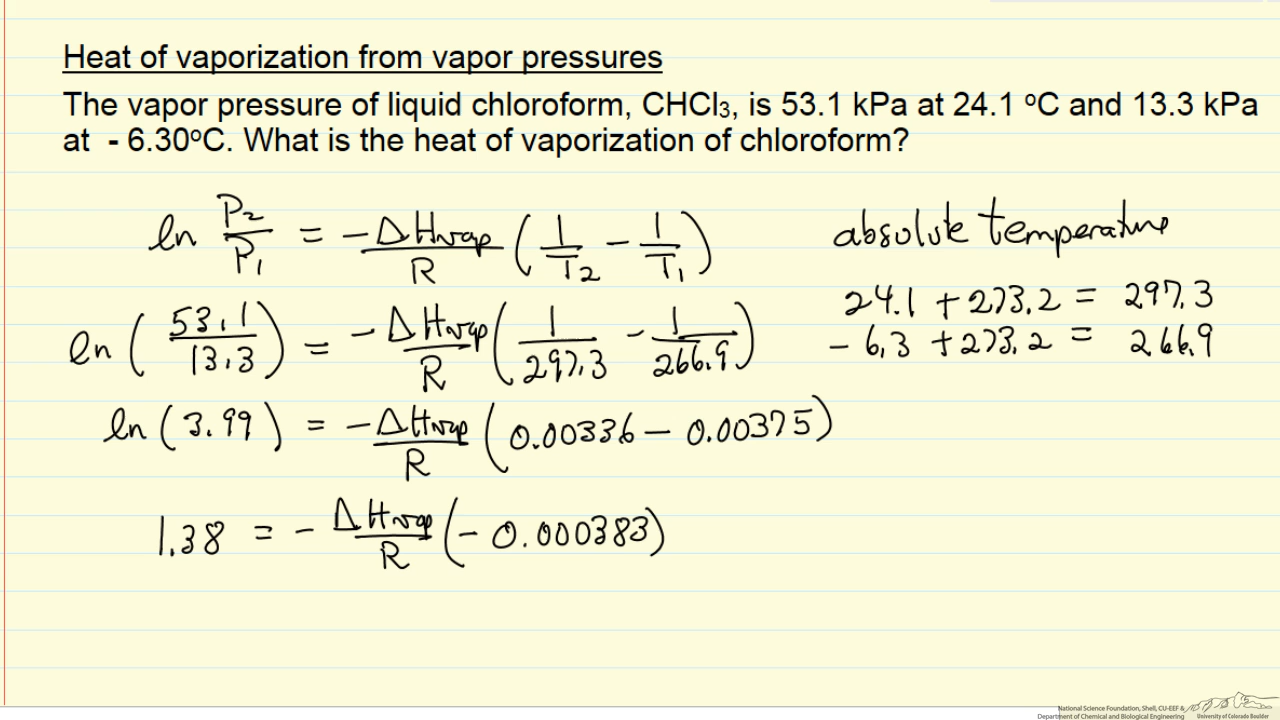 Heat of vaporization from vapor pressures
The vapor pressure of liquid chloroform, CHCl₃, is 53.1 kPa at 24.1 ºC and 13.3 kPa
at - 6.30ºC. What is the heat of vaporization of chloroform?
ln P₂/P₁ = -ΔHvap/R (1/T₂ - 1/T₁)
absolute temperature
24.1 + 273.2 = 297.3
- 6.3 + 273.2 = 266.9
ln (53.1/13.3) = -ΔHvap/R (1/297.3 - 1/266.9)
ln (3.99) = -ΔHvap/R (0.00336 - 0.00375)
1.38 = - ΔHvap/R (- 0.000383)
National Science Foundation, Shell, CU-EEF &
Department of Chemical and Biological Engineering
University of Colorado Boulder